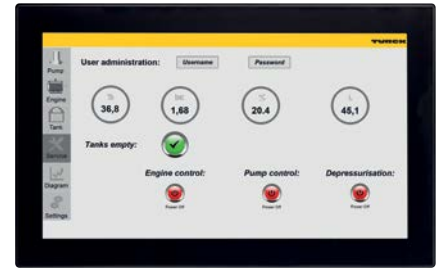 TURCK
User administration: Username Password
Pump
Engine
Tank
Service
Diagram
Settings
bar
°C
L
36,8
1,68
20.4
45,1
Tanks empty:
Engine control: Pump control: Depressurisation:
Power Off Power Off Power Off